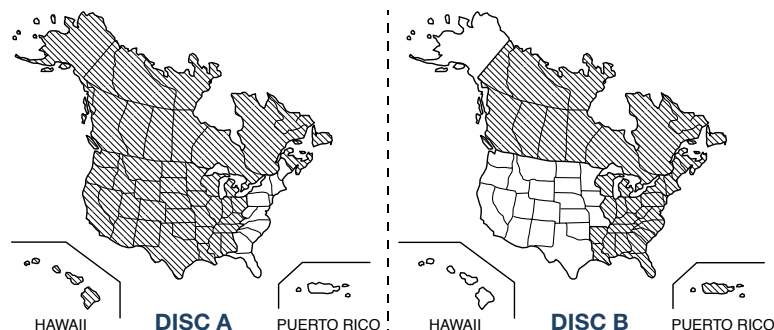 HAWAII DISC A PUERTO RICO
HAWAII DISC B PUERTO RICO